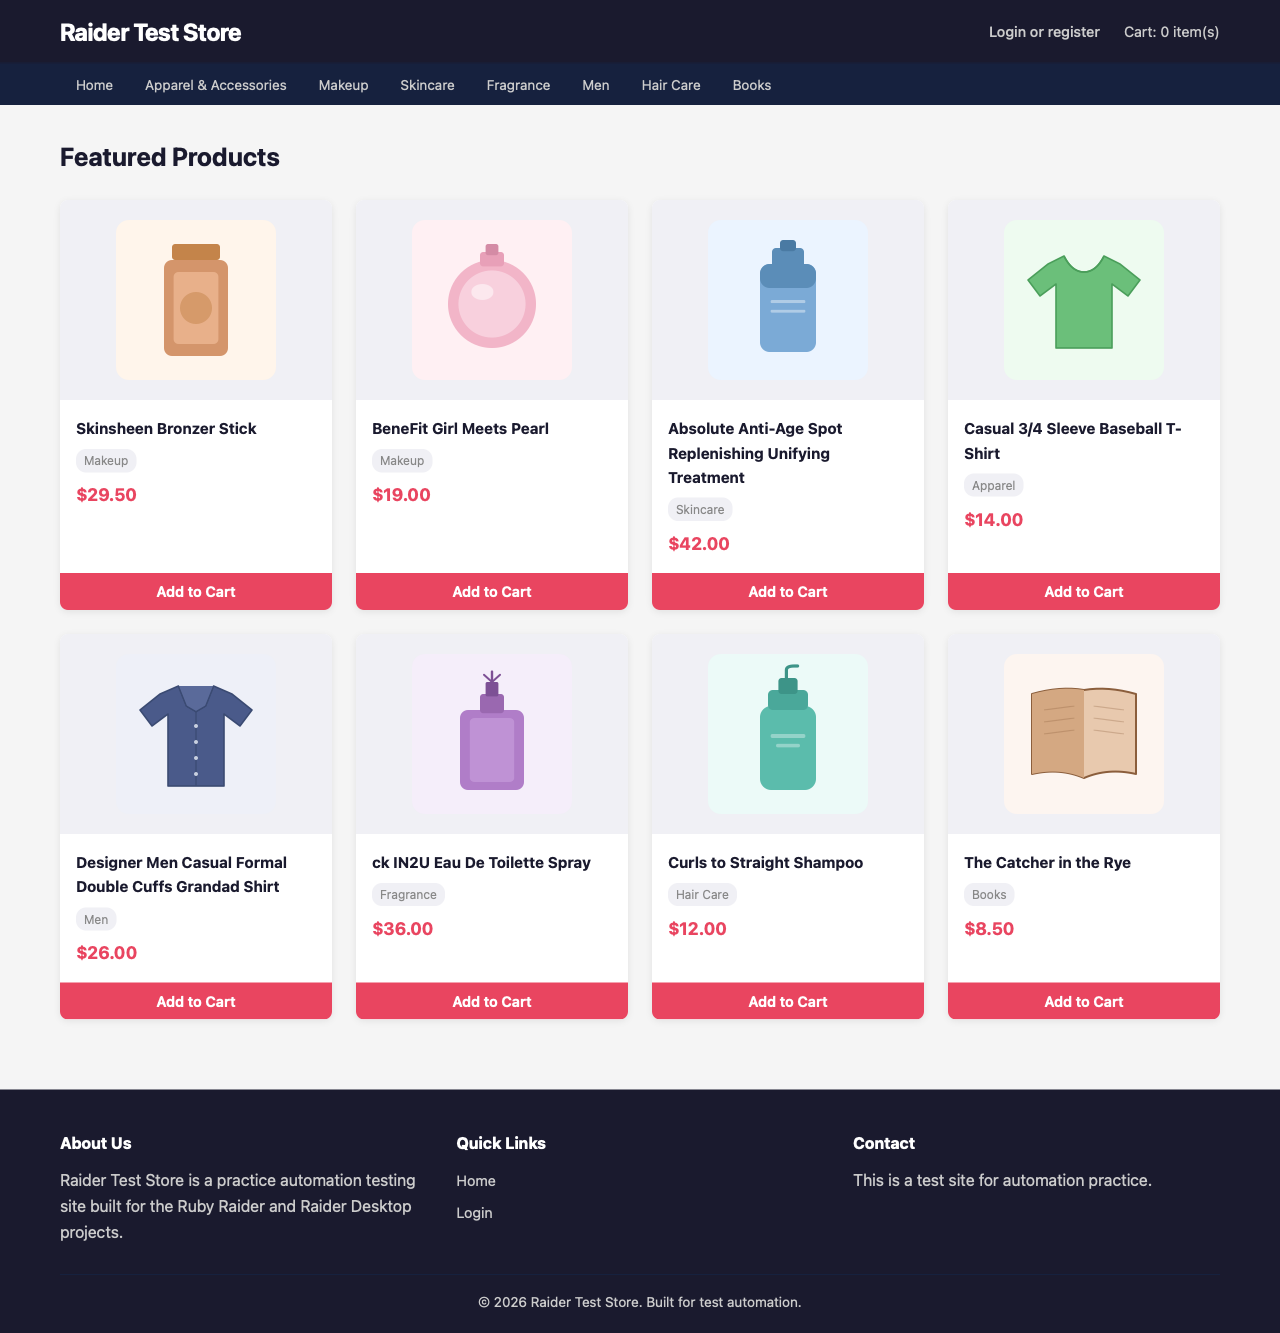 Raider Test Store
Login or register
Cart: 0 item(s)
Home
Apparel & Accessories
Makeup
Skincare
Fragrance
Men
Hair Care
Books
Featured Products
Skinsheen Bronzer Stick
Makeup
$29.50
Add to Cart
BeneFit Girl Meets Pearl
Makeup
$19.00
Add to Cart
Absolute Anti-Age Spot
Replenishing Unifying
Treatment
Skincare
$42.00
Add to Cart
Casual 3/4 Sleeve Baseball T-
Shirt
Apparel
$14.00
Add to Cart
Designer Men Casual Formal
Double Cuffs Grandad Shirt
Men
$26.00
Add to Cart
ck IN2U Eau De Toilette Spray
Fragrance
$36.00
Add to Cart
Curls to Straight Shampoo
Hair Care
$12.00
Add to Cart
The Catcher in the Rye
Books
$8.50
Add to Cart
About Us
Raider Test Store is a practice automation testing
site built for the Ruby Raider and Raider Desktop
projects.
Quick Links
Home
Login
Contact
This is a test site for automation practice.
© 2026 Raider Test Store. Built for test automation.